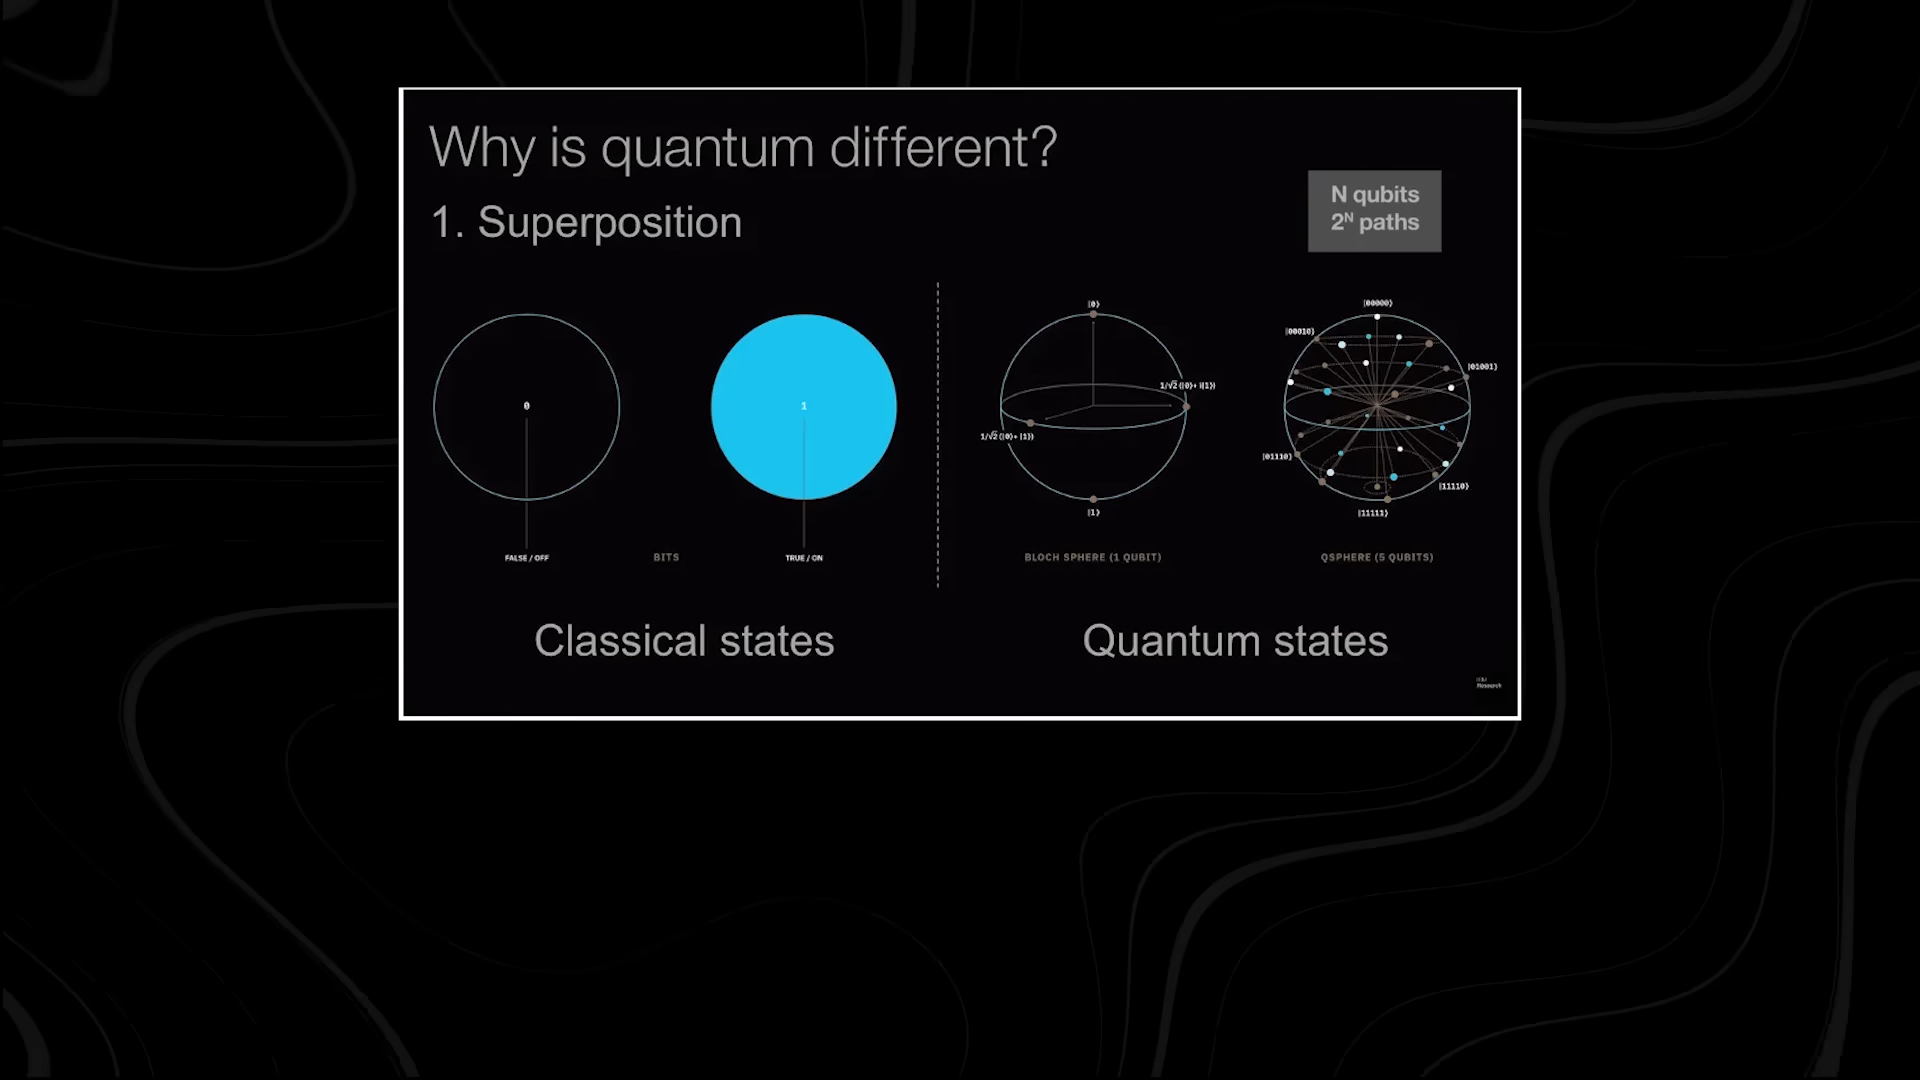 Why is quantum different?
1. Superposition
N qubits
2ᴺ paths
0
1
FALSE / OFF
BITS
TRUE / ON
|0⟩
1/√2 (|0⟩+ i|1⟩)
1/√2 (|0⟩+ |1⟩)
|1⟩
BLOCH SPHERE (1 QUBIT)
|00000⟩
|00010⟩
|01001⟩
|01110⟩
|11110⟩
|11111⟩
QSPHERE (5 QUBITS)
Classical states
Quantum states
Research